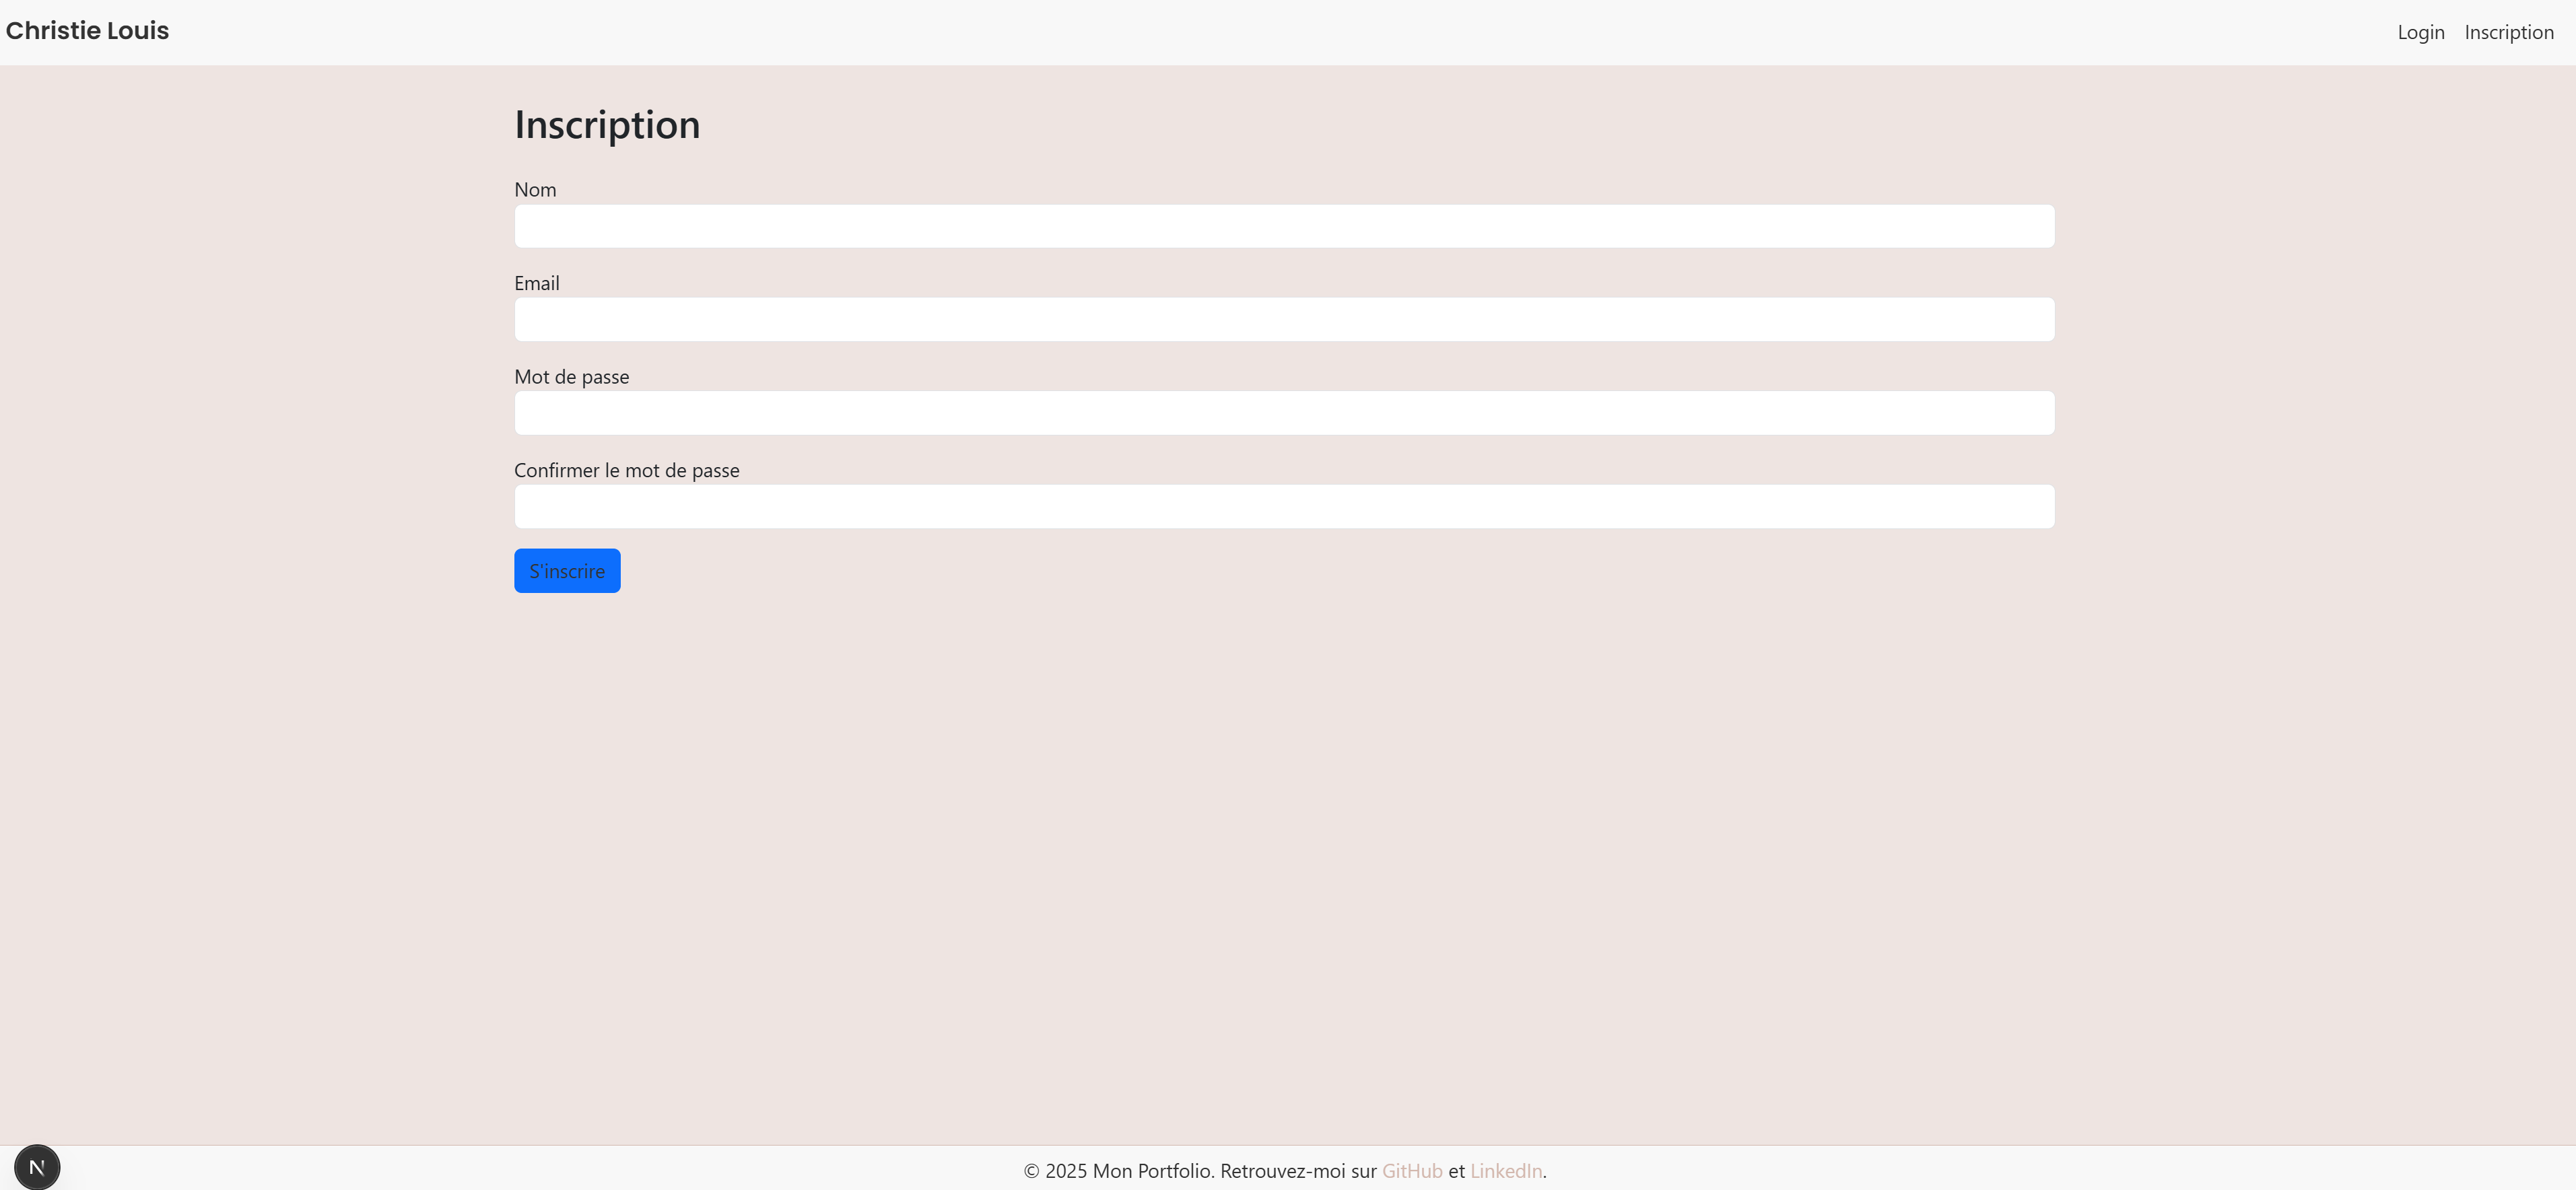 Christie Louis
Login Inscription
Inscription
Nom
Email
Mot de passe
Confirmer le mot de passe
S'inscrire
N
© 2025 Mon Portfolio. Retrouvez-moi sur GitHub et LinkedIn.